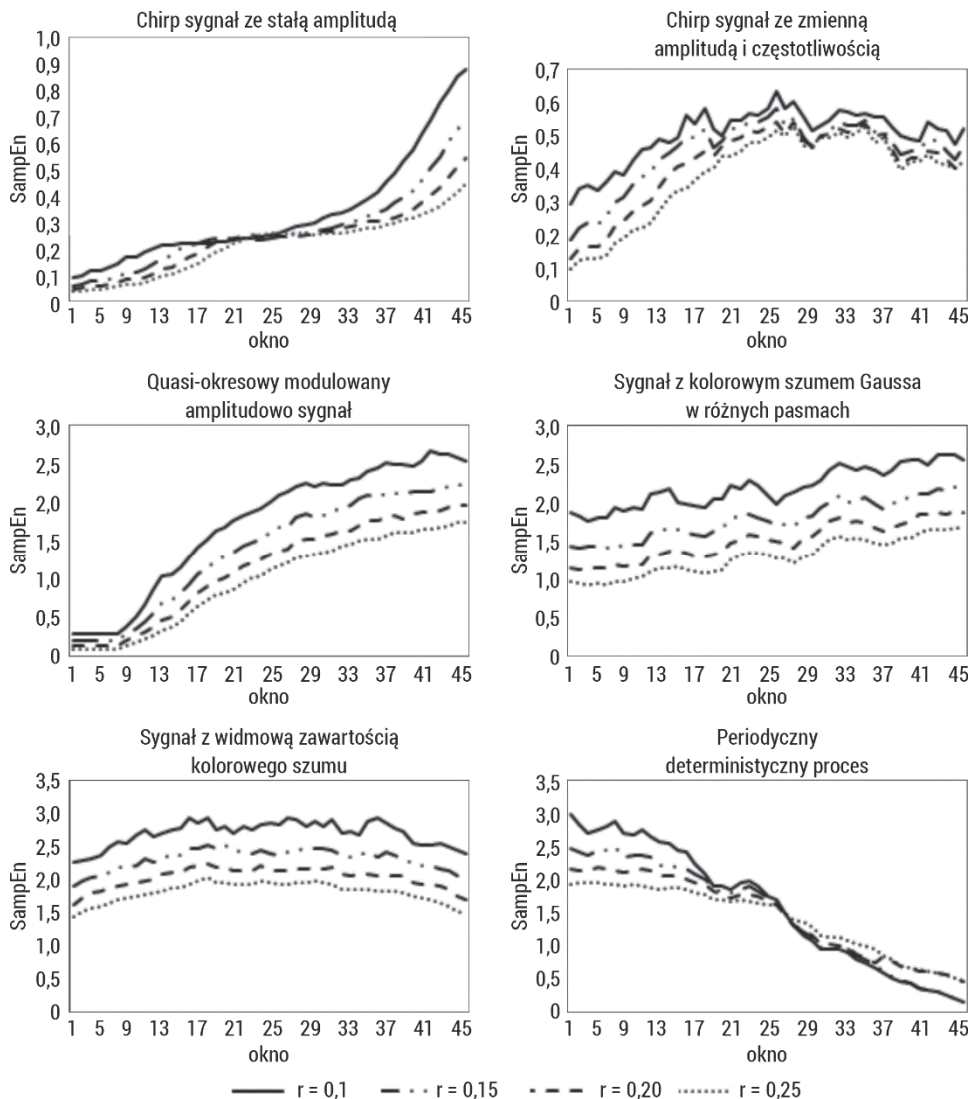 Chirp sygnał ze stałą amplitudą
1,0
0,9
0,8
0,7
0,6
0,5
0,4
0,3
0,2
0,1
0
SampEn
1 5 9 13 17 21 25 29 33 37 41 45
okno
Chirp sygnał ze zmienną
amplitudą i częstotliwością
0,7
0,6
0,5
0,4
0,3
0,2
0,1
0
SampEn
1 5 9 13 17 21 25 29 33 37 41 45
okno
Quasi-okresowy modulowany
amplitudowo sygnał
3,0
2,5
2,0
1,5
1,0
0,5
0
SampEn
1 5 9 13 17 21 25 29 33 37 41 45
okno
Sygnał z kolorowym szumem Gaussa
w różnych pasmach
3,0
2,5
2,0
1,5
1,0
0,5
0
SampEn
1 5 9 13 17 21 25 29 33 37 41 45
okno
Sygnał z widmową zawartością
kolorowego szumu
3,5
3,0
2,5
2,0
1,5
1,0
0,5
0
SampEn
1 5 9 13 17 21 25 29 33 37 41 45
okno
Periodyczny
deterministyczny proces
3,5
3,0
2,5
2,0
1,5
1,0
0,5
0
SampEn
1 5 9 13 17 21 25 29 33 37 41 45
okno
r = 0,1 r = 0,15 r = 0,20 r = 0,25